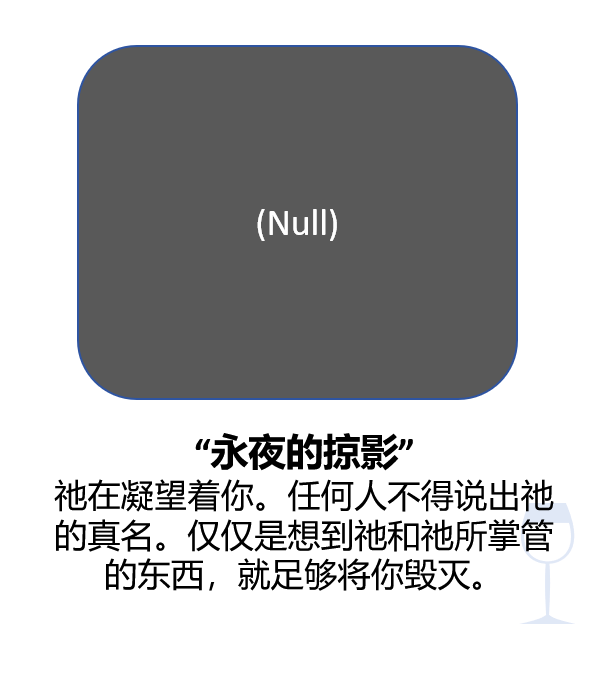 (Null)
“永夜的掠影”
祂在凝望着你。任何人不得说出祂
的真名。仅仅是想到祂和祂所掌管
的东西，就足够将你毁灭。